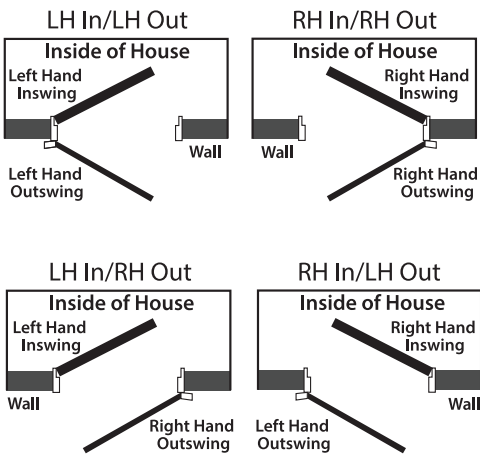 LH In/LH Out
Inside of House
Left Hand
Inswing
Wall
Left Hand
Outswing
RH In/RH Out
Inside of House
Right Hand
Inswing
Wall
Right Hand
Outswing
LH In/RH Out
Inside of House
Left Hand
Inswing
Wall
Right Hand
Outswing
RH In/LH Out
Inside of House
Right Hand
Inswing
Wall
Left Hand
Outswing